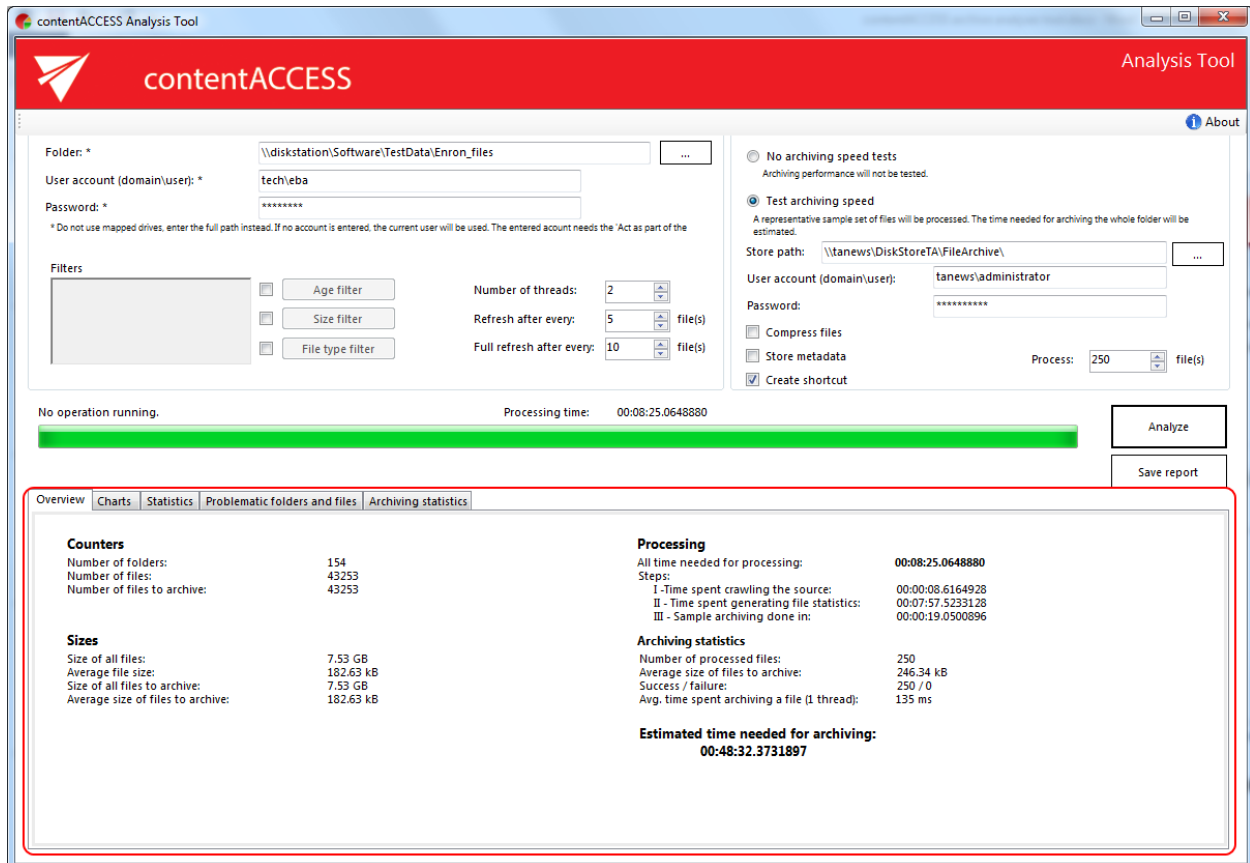 contentACCESS Analysis Tool
contentACCESS
Analysis Tool
About
Folder: *
\\diskstation\Software\TestData\Enron_files
...
User account (domain\user): *
tech\eba
Password: *
********
* Do not use mapped drives, enter the full path instead. If no account is entered, the current user will be used. The entered acount needs the 'Act as part of the
Filters
Age filter
Size filter
File type filter
Number of threads:
2
Refresh after every:
5
file(s)
Full refresh after every:
10
file(s)
No archiving speed tests
Archiving performance will not be tested.
Test archiving speed
A representative sample set of files will be processed. The time needed for archiving the whole folder will be
estimated.
Store path:
\\tanews\DiskStoreTA\FileArchive\
...
User account (domain\user):
tanews\administrator
Password:
**********
Compress files
Store metadata
Process:
250
file(s)
Create shortcut
No operation running.
Processing time:
00:08:25.0648880
Analyze
Save report
Overview
Charts
Statistics
Problematic folders and files
Archiving statistics
Counters
Number of folders: 154
Number of files: 43253
Number of files to archive: 43253
Sizes
Size of all files: 7.53 GB
Average file size: 182.63 kB
Size of all files to archive: 7.53 GB
Average size of files to archive: 182.63 kB
Processing
All time needed for processing: 00:08:25.0648880
Steps:
I -Time spent crawling the source: 00:00:08.6164928
II - Time spent generating file statistics: 00:07:57.5233128
III - Sample archiving done in: 00:00:19.0500896
Archiving statistics
Number of processed files: 250
Average size of files to archive: 246.34 kB
Success / failure: 250 / 0
Avg. time spent archiving a file (1 thread): 135 ms
Estimated time needed for archiving:
00:48:32.3731897